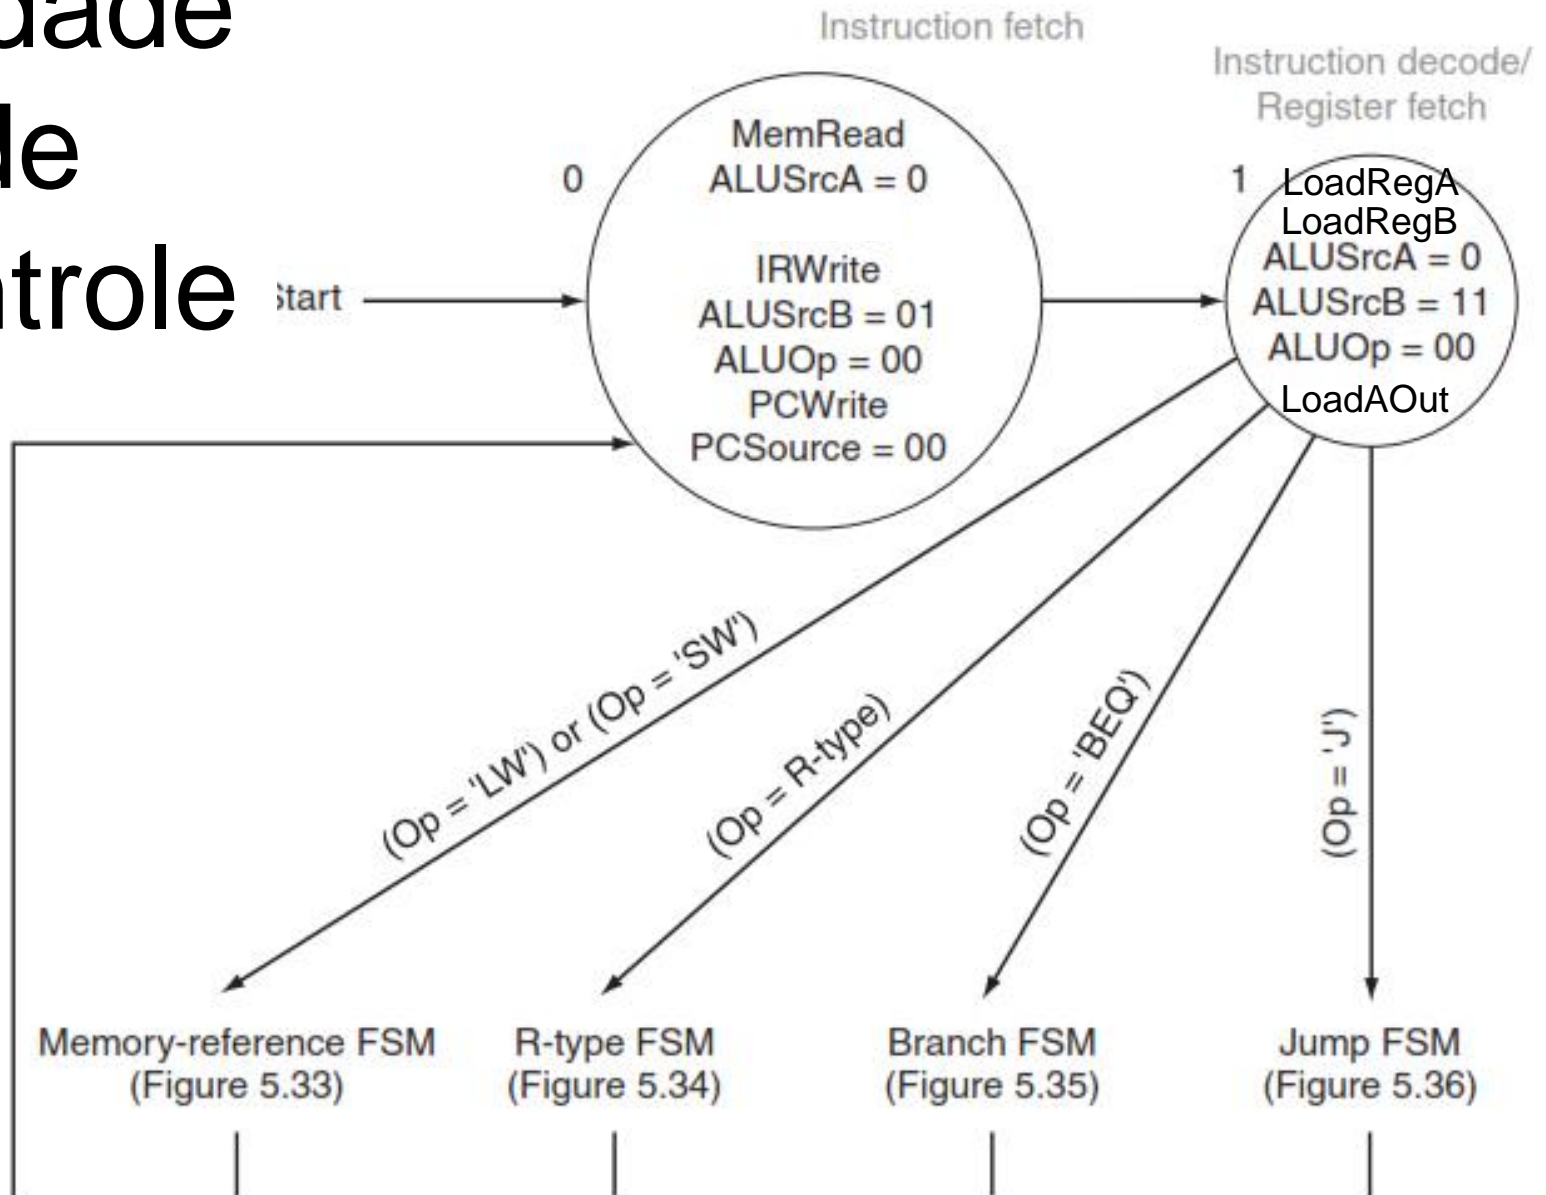 dade
de
ntrole
Instruction fetch
Instruction decode/
Register fetch
0
MemRead
ALUSrcA = 0
IRWrite
ALUSrcB = 01
ALUOp = 00
PCWrite
PCSource = 00
1
LoadRegA
LoadRegB
ALUSrcA = 0
ALUSrcB = 11
ALUOp = 00
LoadAOut
Start
(Op = 'LW') or (Op = 'SW')
(Op = R-type)
(Op = 'BEQ')
(Op = 'J')
Memory-reference FSM
(Figure 5.33)
R-type FSM
(Figure 5.34)
Branch FSM
(Figure 5.35)
Jump FSM
(Figure 5.36)